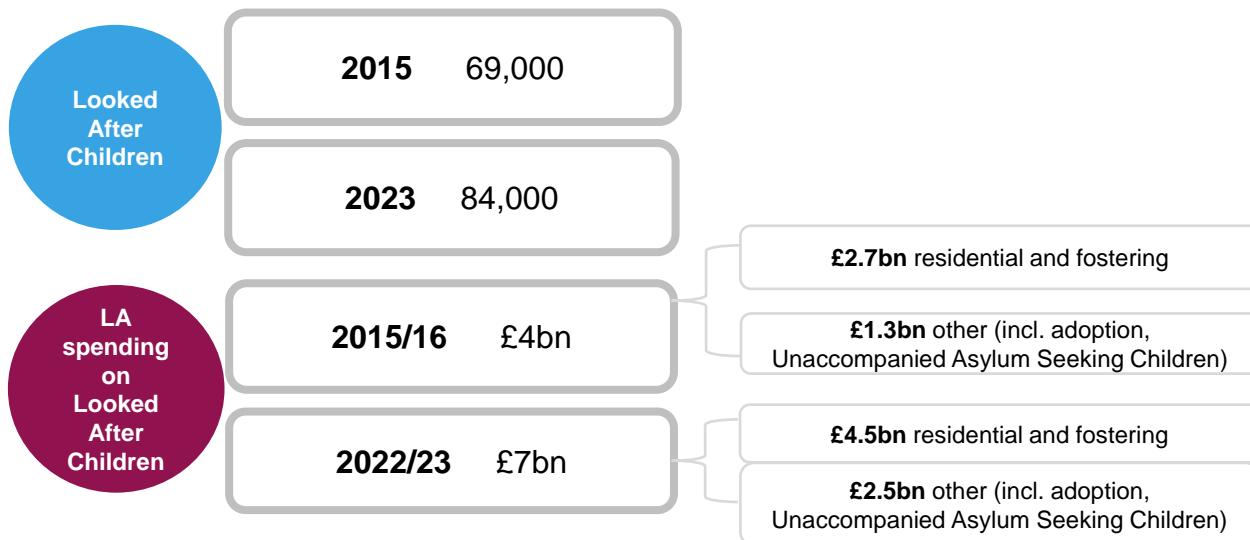 Looked
After
Children
2015 69,000
2023 84,000
LA
spending
on
Looked
After
Children
2015/16 £4bn
£2.7bn residential and fostering
£1.3bn other (incl. adoption,
Unaccompanied Asylum Seeking Children)
2022/23 £7bn
£4.5bn residential and fostering
£2.5bn other (incl. adoption,
Unaccompanied Asylum Seeking Children)